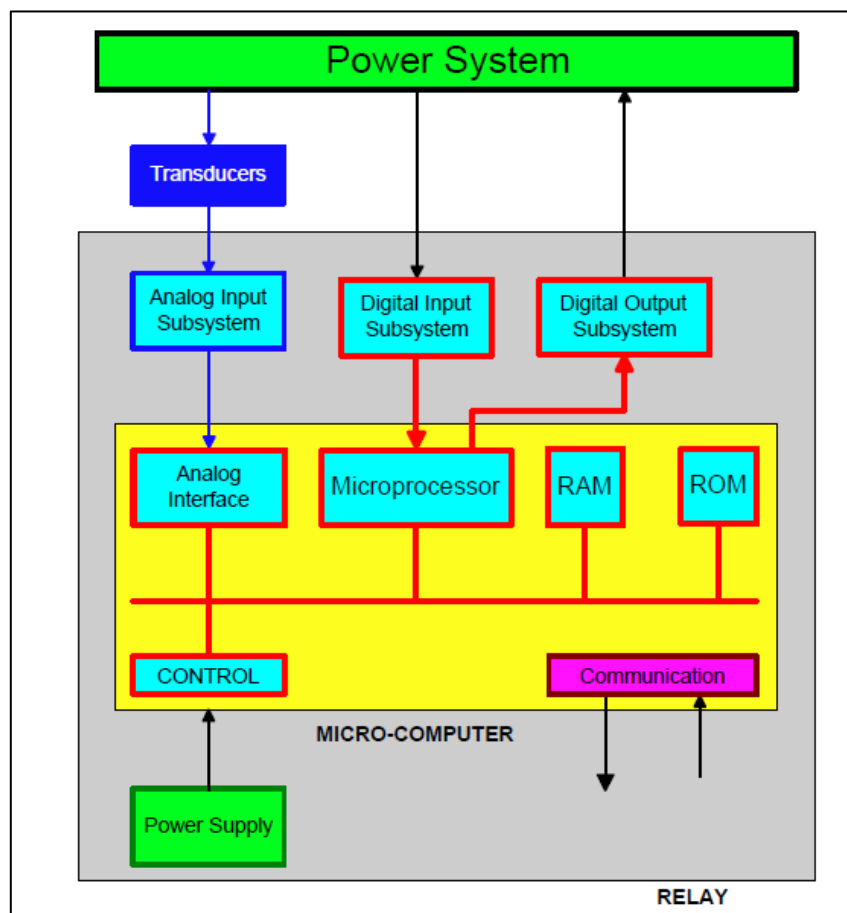 Power System
Transducers
Analog Input
Subsystem
Digital Input
Subsystem
Digital Output
Subsystem
Analog
Interface
Microprocessor
RAM
ROM
CONTROL
Communication
MICRO-COMPUTER
Power Supply
RELAY